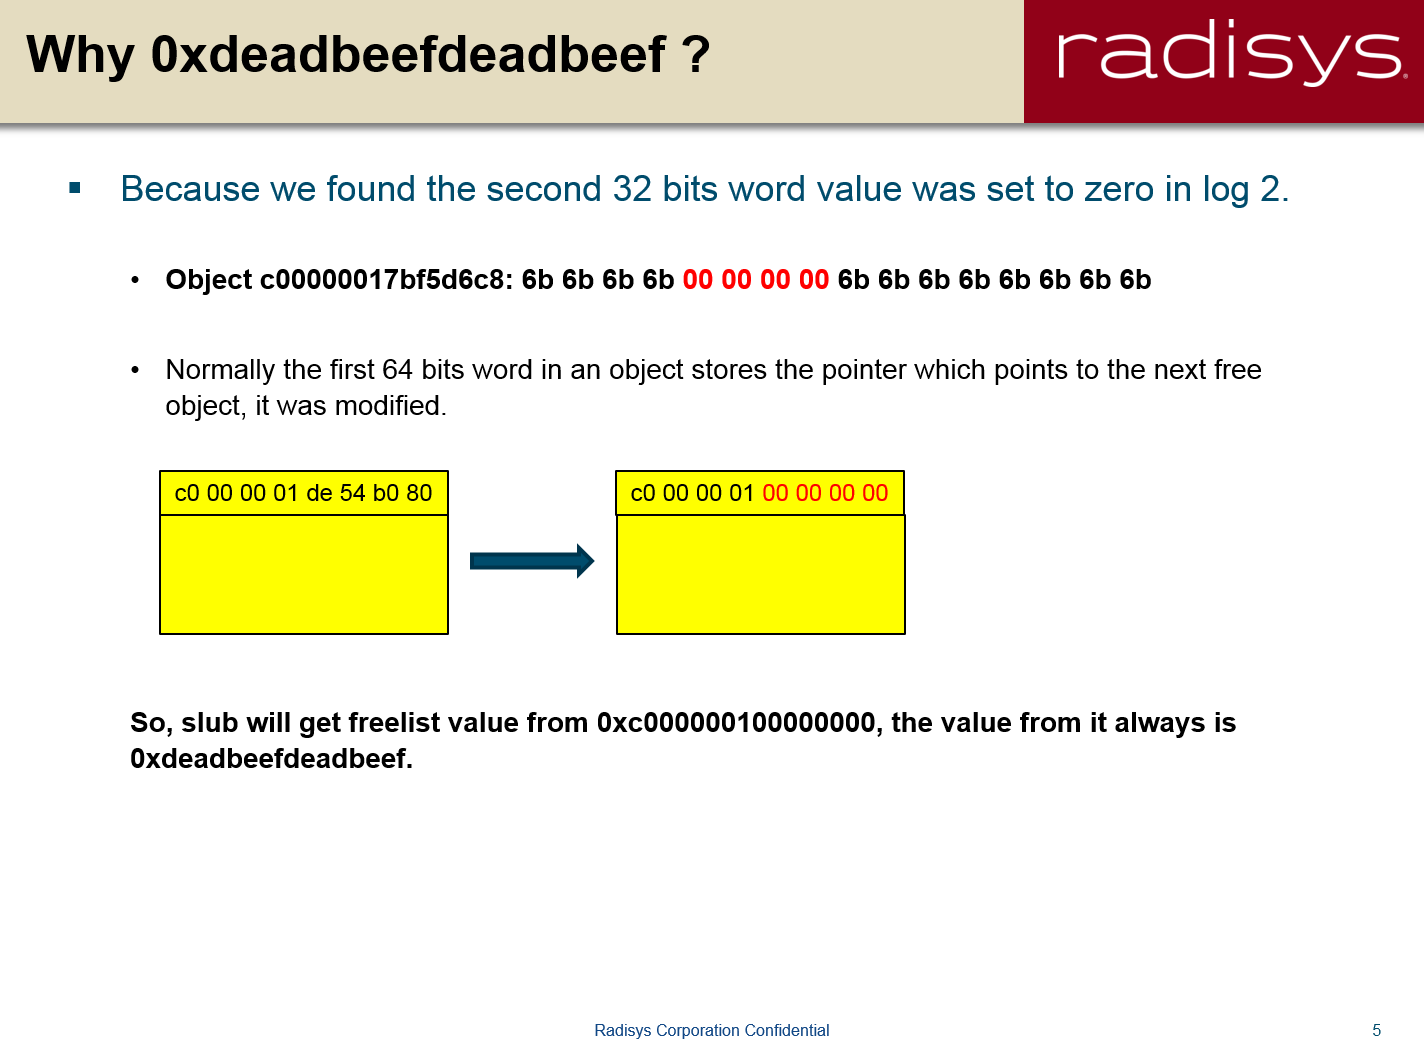 Why 0xdeadbeefdeadbeef ?
radisys.
Because we found the second 32 bits word value was set to zero in log 2.
Object c00000017bf5d6c8: 6b 6b 6b 6b 00 00 00 00 6b 6b 6b 6b 6b 6b 6b 6b
Normally the first 64 bits word in an object stores the pointer which points to the next free
object, it was modified.
c0 00 00 01 de 54 b0 80
c0 00 00 01 00 00 00 00
So, slub will get freelist value from 0xc000000100000000, the value from it always is
0xdeadbeefdeadbeef.
Radisys Corporation Confidential
5